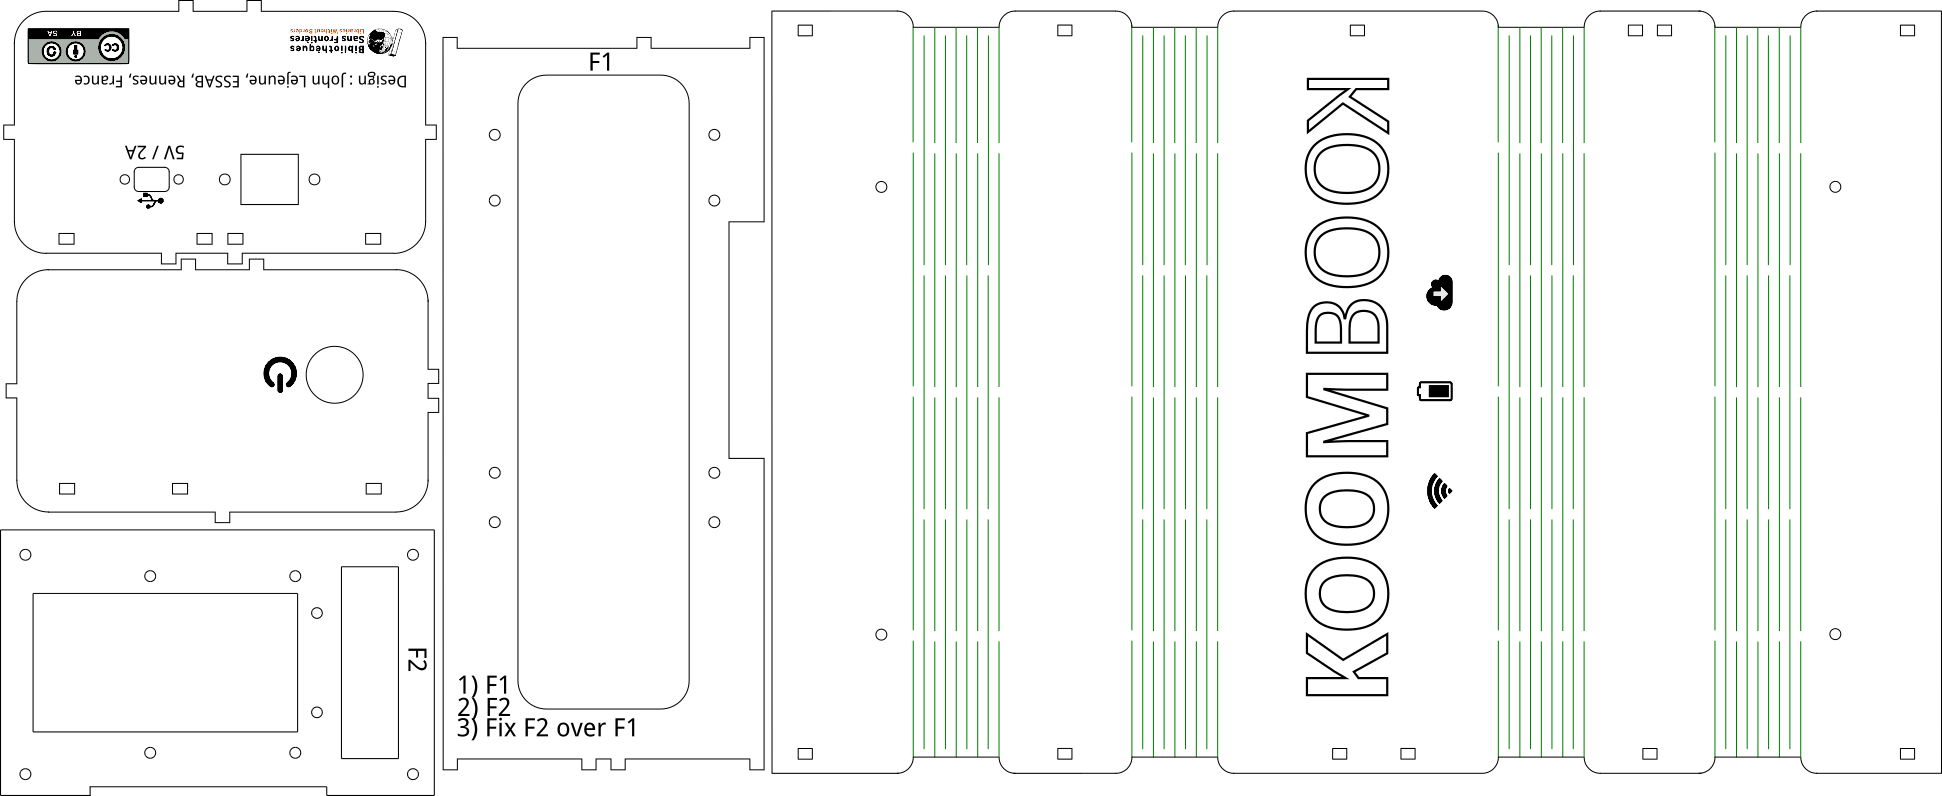 BY SA
CC
Bibliothèques
Sans Frontières
Libraries Without Borders
Design : John Lejeune, ESSAB, Rennes, France
5V / 2A
F1
1) F1
2) F2
3) Fix F2 over F1
F2
KOOMBOOK